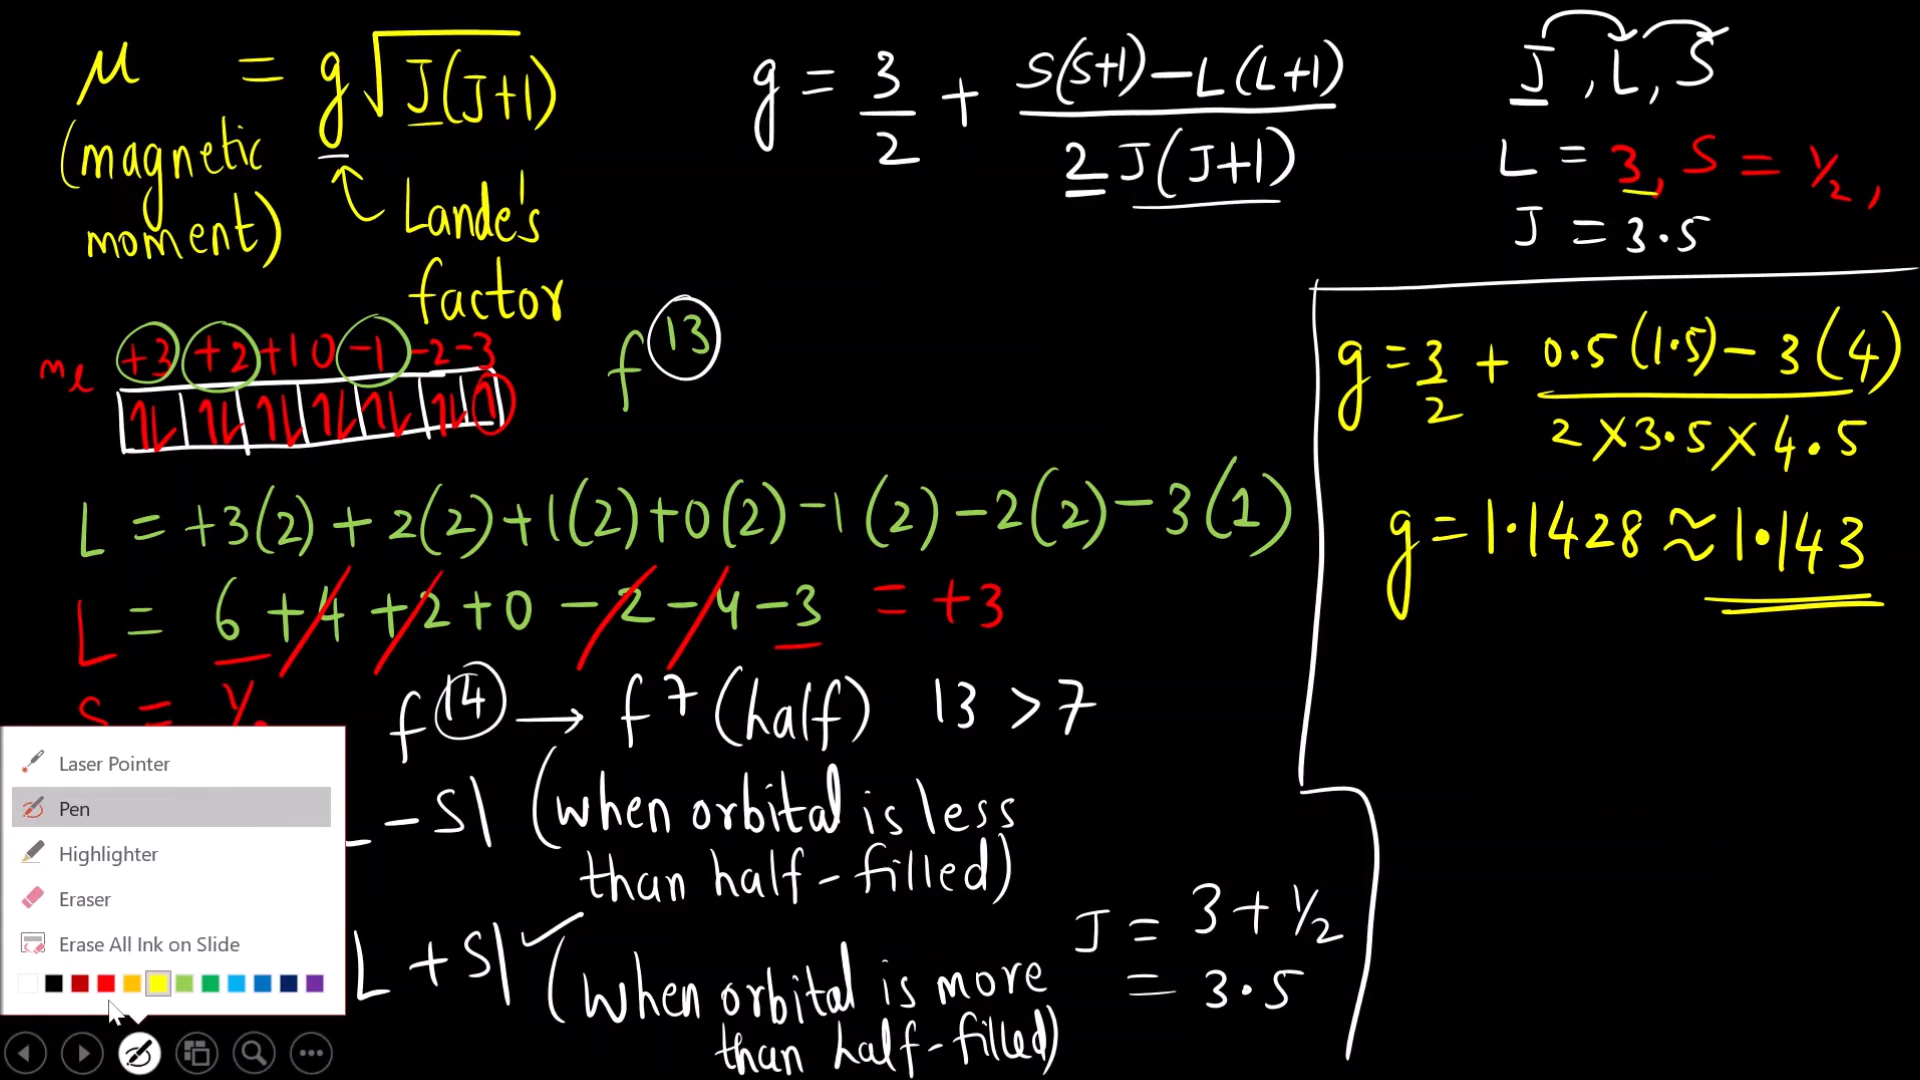 μ = g√J(J+1)
(magnetic moment)
Lande's factor
g = 3/2 + S(S+1) – L(L+1) / 2J(J+1)
J, L, S
L = 3, S = 1/2,
J = 3.5
mℓ +3 +2 +1 0 -1 -2 -3
↿⇂ ↿⇂ ↿⇂ ↿⇂ ↿⇂ ↿⇂ ↿
f^13
L = +3(2) + 2(2) + 1(2) + 0(2) – 1(2) – 2(2) – 3(1)
L = 6 + 4 + 2 + 0 – 2 – 4 – 3 = +3
S =
f^14 → f^7 (half) 13 > 7
– S| (when orbital is less
than half-filled)
L + S| ✓ (when orbital is more
than half-filled)
J = 3 + 1/2
= 3.5
g = 3/2 + 0.5(1.5) – 3(4) / 2×3.5×4.5
g = 1.1428 ≈ 1.143
Laser Pointer
Pen
Highlighter
Eraser
Erase All Ink on Slide